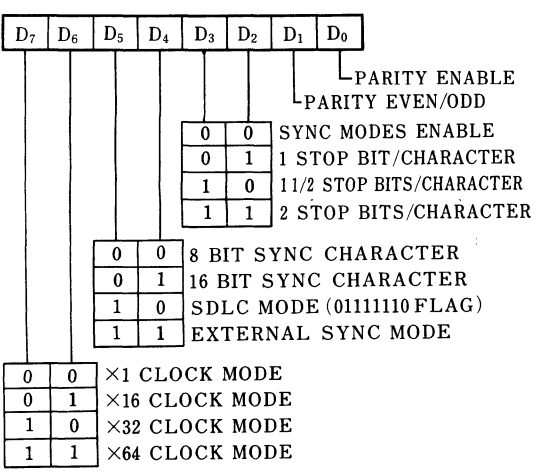 D7 D6 D5 D4 D3 D2 D1 D0
PARITY ENABLE
PARITY EVEN/ODD
0 0 SYNC MODES ENABLE
0 1 1 STOP BIT/CHARACTER
1 0 1 1/2 STOP BITS/CHARACTER
1 1 2 STOP BITS/CHARACTER
0 0 8 BIT SYNC CHARACTER
0 1 16 BIT SYNC CHARACTER
1 0 SDLC MODE (01111110 FLAG)
1 1 EXTERNAL SYNC MODE
0 0 ×1 CLOCK MODE
0 1 ×16 CLOCK MODE
1 0 ×32 CLOCK MODE
1 1 ×64 CLOCK MODE